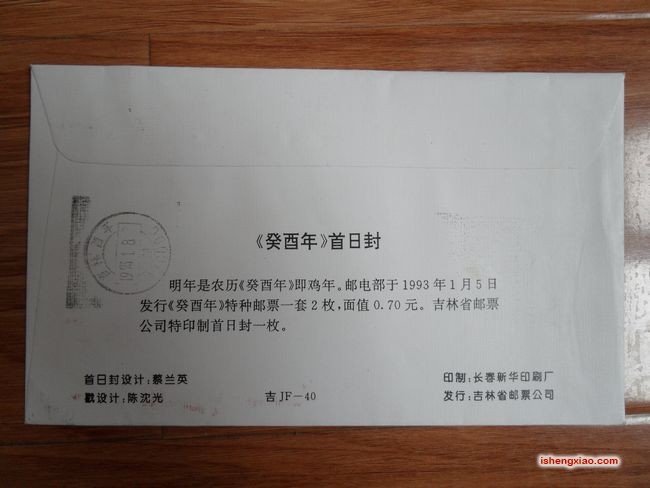 《癸酉年》首日封
明年是农历《癸酉年》即鸡年。邮电部于1993年1月5日
发行《癸酉年》特种邮票一套2枚，面值0.70元。吉林省邮票
公司特印制首日封一枚。
首日封设计：蔡兰英
戳设计：陈沈光
吉JF—40
印制：长春新华印刷厂
发行：吉林省邮票公司
1993.1.8
ishengxiao.com